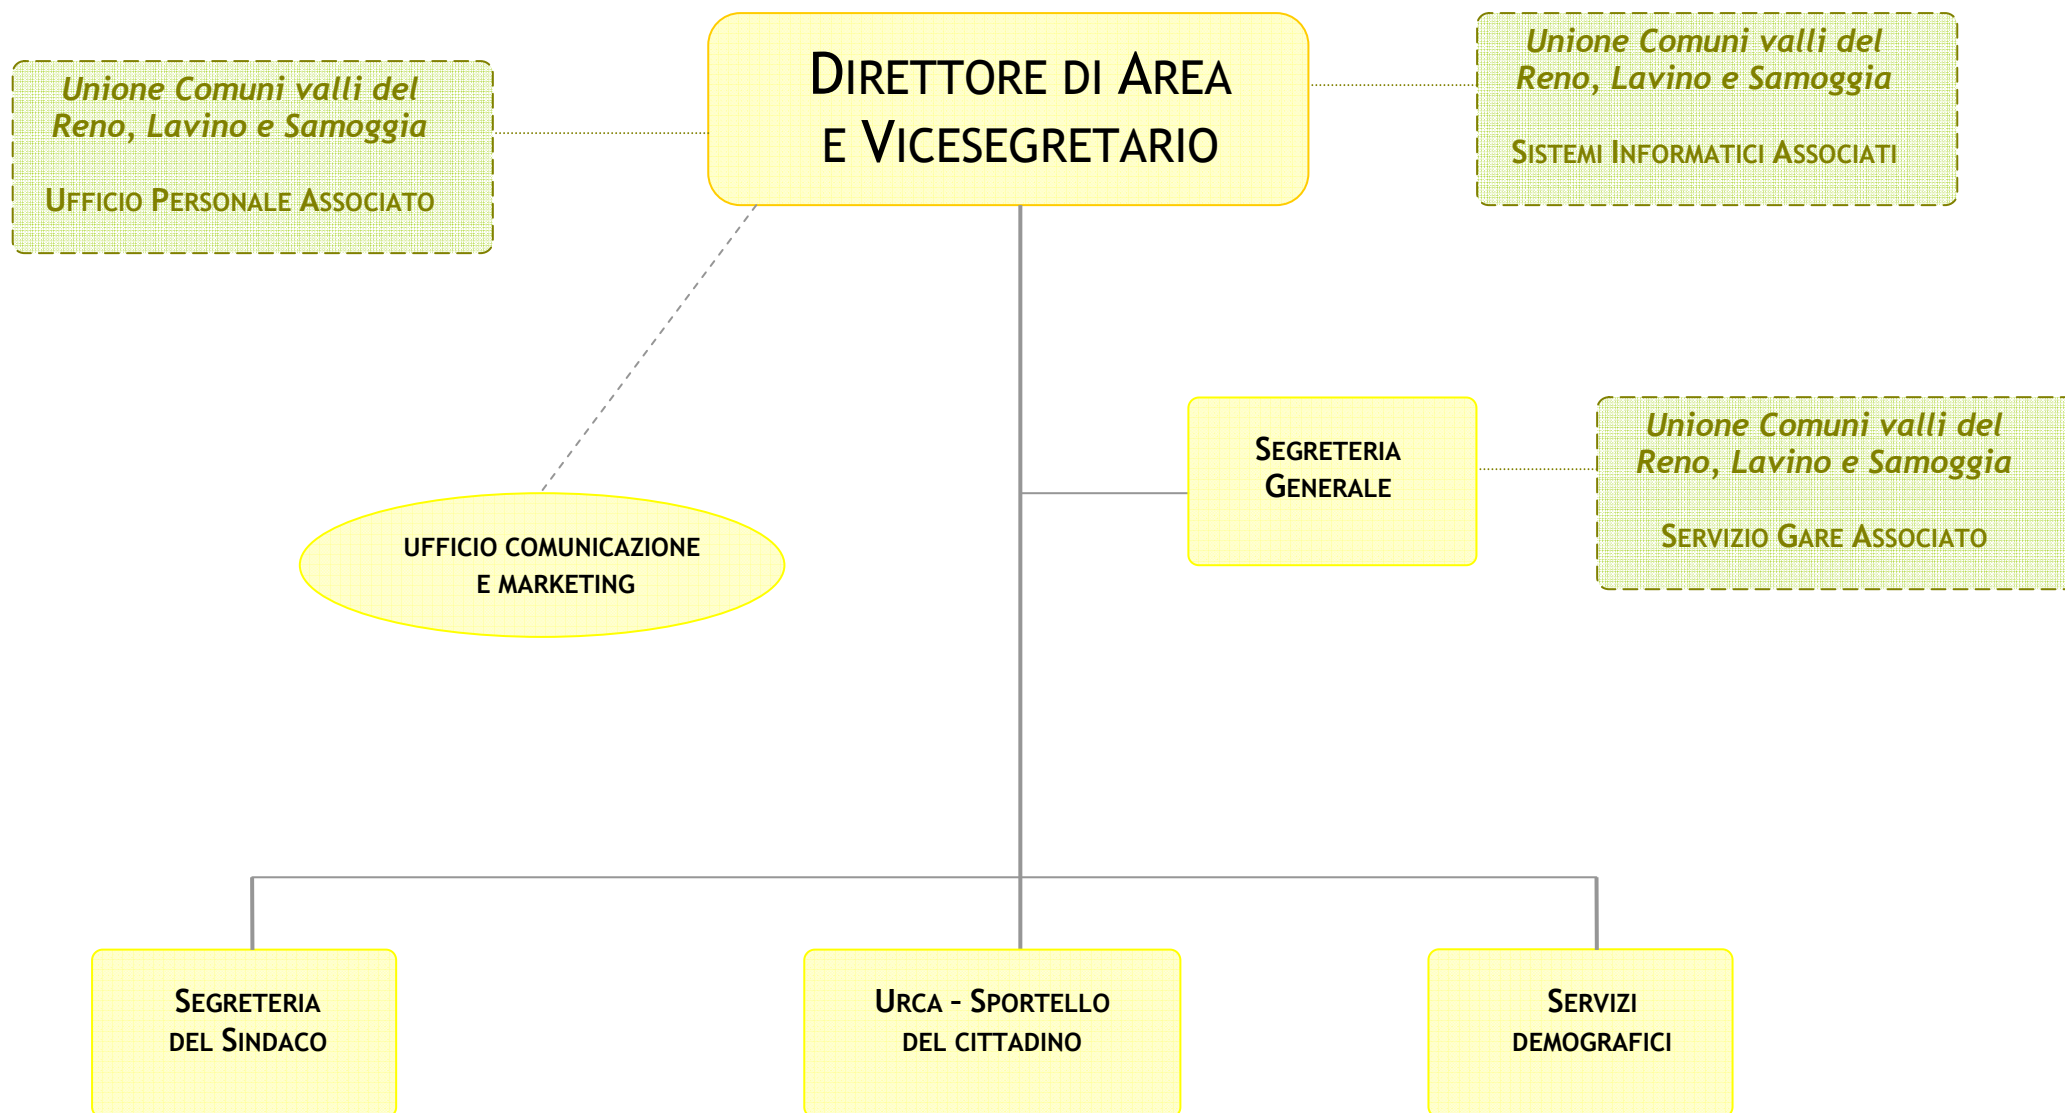 Unione Comuni valli del
Reno, Lavino e Samoggia
UFFICIO PERSONALE ASSOCIATO
DIRETTORE DI AREA
E VICESEGRETARIO
Unione Comuni valli del
Reno, Lavino e Samoggia
SISTEMI INFORMATICI ASSOCIATI
SEGRETERIA
GENERALE
Unione Comuni valli del
Reno, Lavino e Samoggia
SERVIZIO GARE ASSOCIATO
UFFICIO COMUNICAZIONE
E MARKETING
SEGRETERIA
DEL SINDACO
URCA – SPORTELLO
DEL CITTADINO
SERVIZI
DEMOGRAFICI